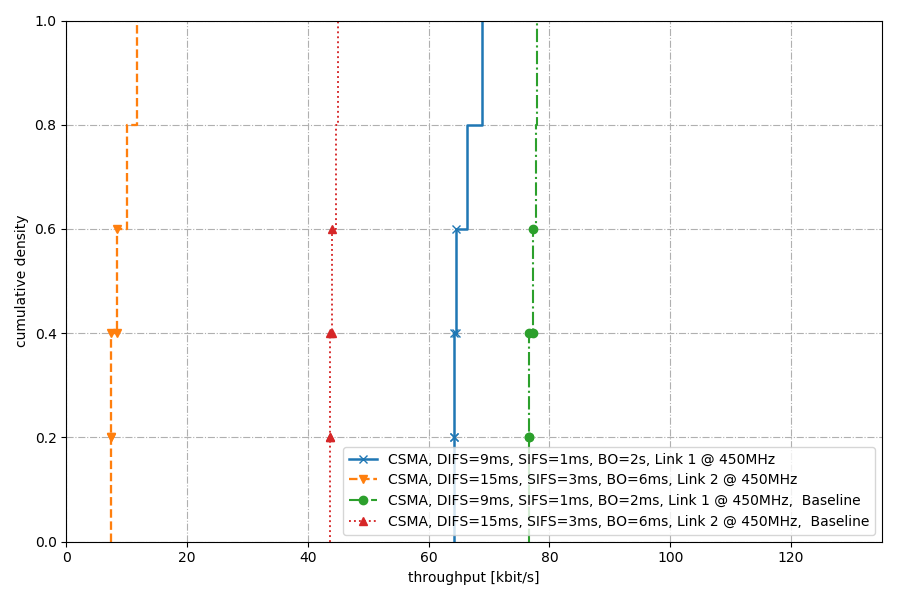 1.0
0.8
0.6
0.4
0.2
0.0
cumulative density
CSMA, DIFS=9ms, SIFS=1ms, BO=2s, Link 1 @ 450MHz
CSMA, DIFS=15ms, SIFS=3ms, BO=6ms, Link 2 @ 450MHz
CSMA, DIFS=9ms, SIFS=1ms, BO=2ms, Link 1 @ 450MHz,  Baseline
CSMA, DIFS=15ms, SIFS=3ms, BO=6ms, Link 2 @ 450MHz,  Baseline
0 20 40 60 80 100 120
throughput [kbit/s]